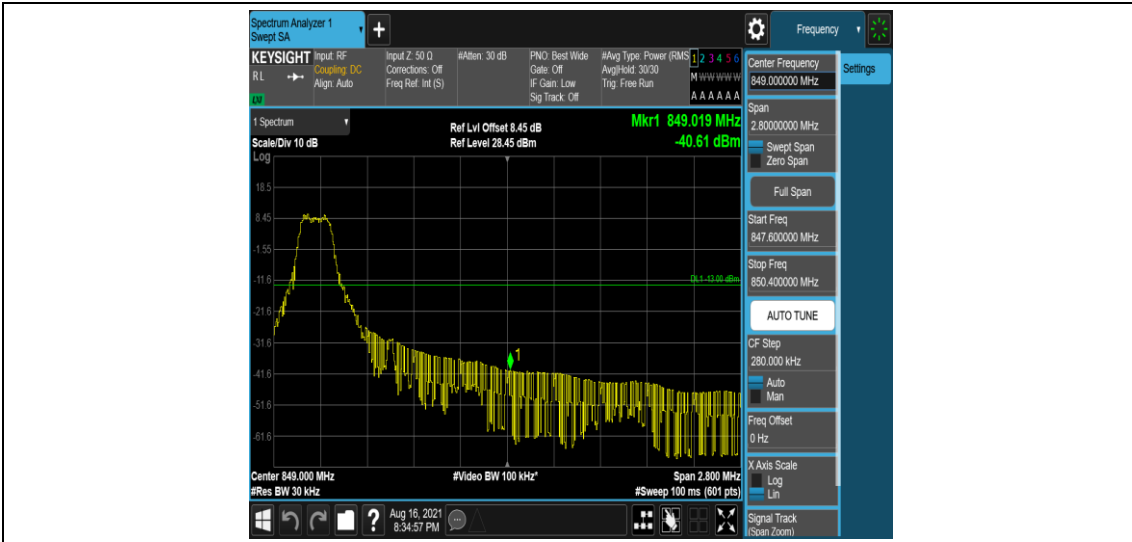 Spectrum Analyzer 1
Swept SA
+
Frequency
KEYSIGHT
RL
Input: RF
Coupling: DC
Align: Auto
Input Z: 50 Ω
Corrections: Off
Freq Ref: Int (S)
#Atten: 30 dB
PNO: Best Wide
Gate: Off
IF Gain: Low
Sig Track: Off
#Avg Type: Power (RMS
Avg|Hold: 30/30
Trig: Free Run
1 2 3 4 5 6
M W W W W W
A A A A A A
1 Spectrum
Scale/Div 10 dB
Log
Ref Lvl Offset 8.45 dB
Ref Level 28.45 dBm
Mkr1 849.019 MHz
-40.61 dBm
18.5
8.45
-1.55
-11.6
-21.6
-31.6
-41.6
-51.6
-61.6
DL1 -13.00 dBm
1
Center 849.000 MHz
#Res BW 30 kHz
#Video BW 100 kHz*
Span 2.800 MHz
#Sweep 100 ms (601 pts)
Center Frequency
849.000000 MHz
Settings
Span
2.80000000 MHz
Swept Span
Zero Span
Full Span
Start Freq
847.600000 MHz
Stop Freq
850.400000 MHz
AUTO TUNE
CF Step
280.000 kHz
Auto
Man
Freq Offset
0 Hz
X Axis Scale
Log
Lin
Signal Track
(Span Zoom)
?
Aug 16, 2021
8:34:57 PM